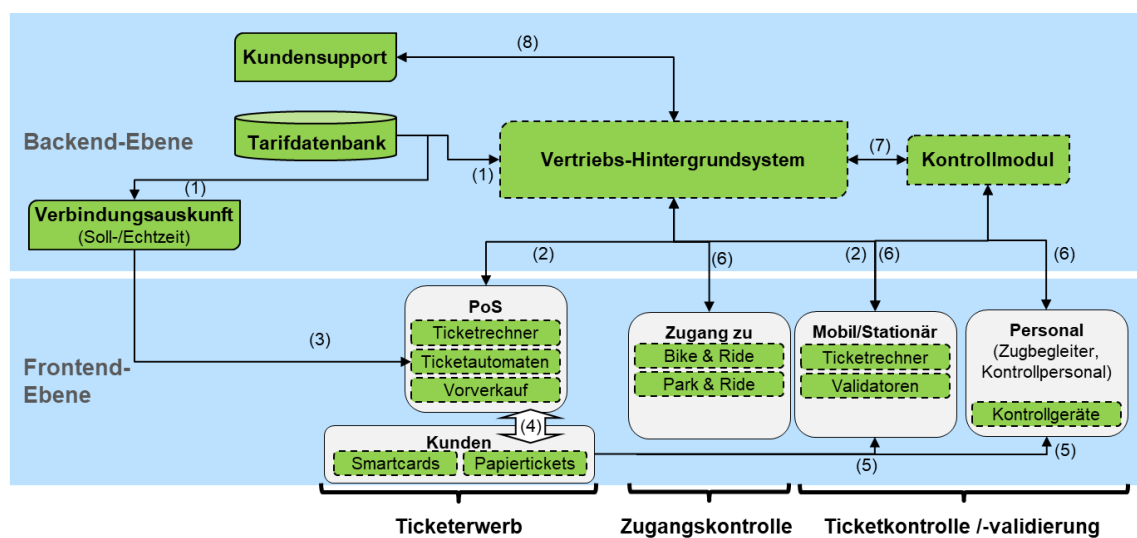 (8)
Kundensupport
Backend-Ebene
Tarifdatenbank
Vertriebs-Hintergrundsystem
(7)
Kontrollmodul
(1)
(1)
Verbindungsauskunft
(Soll-/Echtzeit)
(2)
(6)
(2)
(6)
(6)
PoS
Ticketrechner
Ticketautomaten
Vorverkauf
Zugang zu
Bike & Ride
Park & Ride
Mobil/Stationär
Ticketrechner
Validatoren
Personal
(Zugbegleiter,
Kontrollpersonal)
Kontrollgeräte
(3)
Frontend-
Ebene
(4)
Kunden
Smartcards
Papiertickets
(5)
(5)
Ticketerwerb
Zugangskontrolle
Ticketkontrolle /-validierung